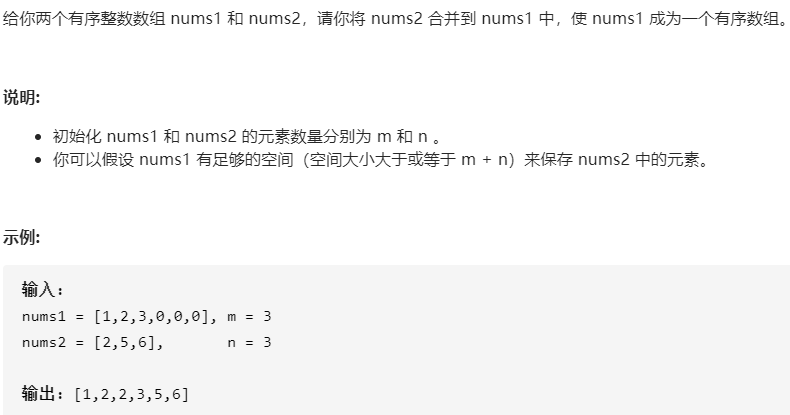 给你两个有序整数数组 nums1 和 nums2，请你将 nums2 合并到 nums1 中，使 nums1 成为一个有序数组。
说明:
• 初始化 nums1 和 nums2 的元素数量分别为 m 和 n 。
• 你可以假设 nums1 有足够的空间（空间大小大于或等于 m + n）来保存 nums2 中的元素。
示例:
输入：
nums1 = [1,2,3,0,0,0], m = 3
nums2 = [2,5,6],       n = 3
输出：[1,2,2,3,5,6]